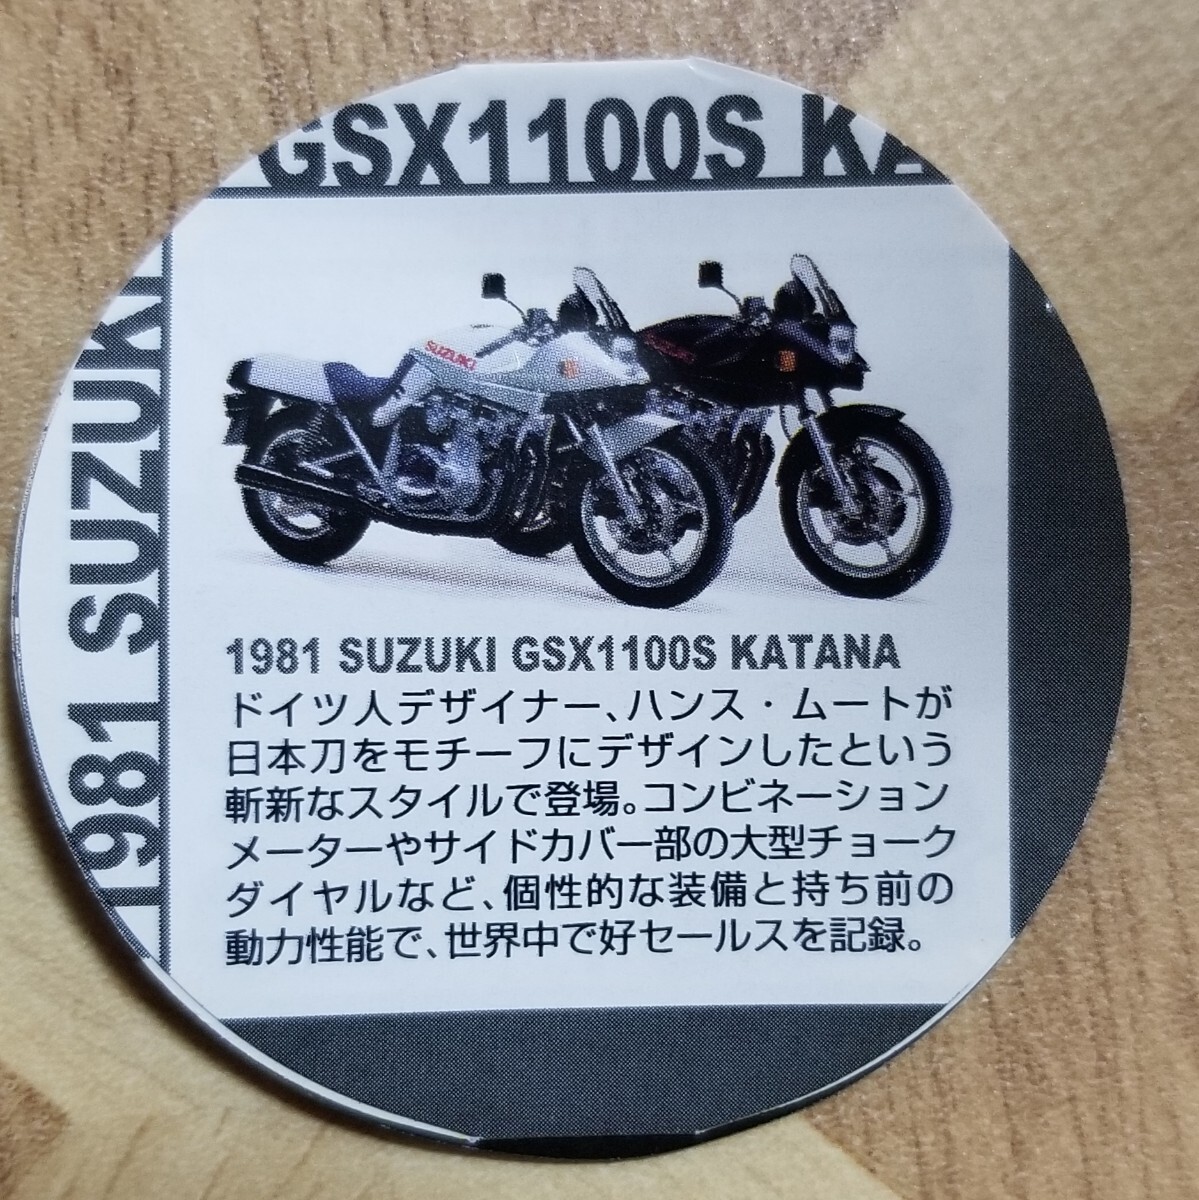 GSX1100S KA
1981 SUZUKI
SUZUKI
SUZUKI
1981 SUZUKI GSX1100S KATANA
ドイツ人デザイナー、ハンス・ムートが
日本刀をモチーフにデザインしたという
斬新なスタイルで登場。コンビネーション
メーターやサイドカバー部の大型チョーク
ダイヤルなど、個性的な装備と持ち前の
動力性能で、世界中で好セールスを記録。